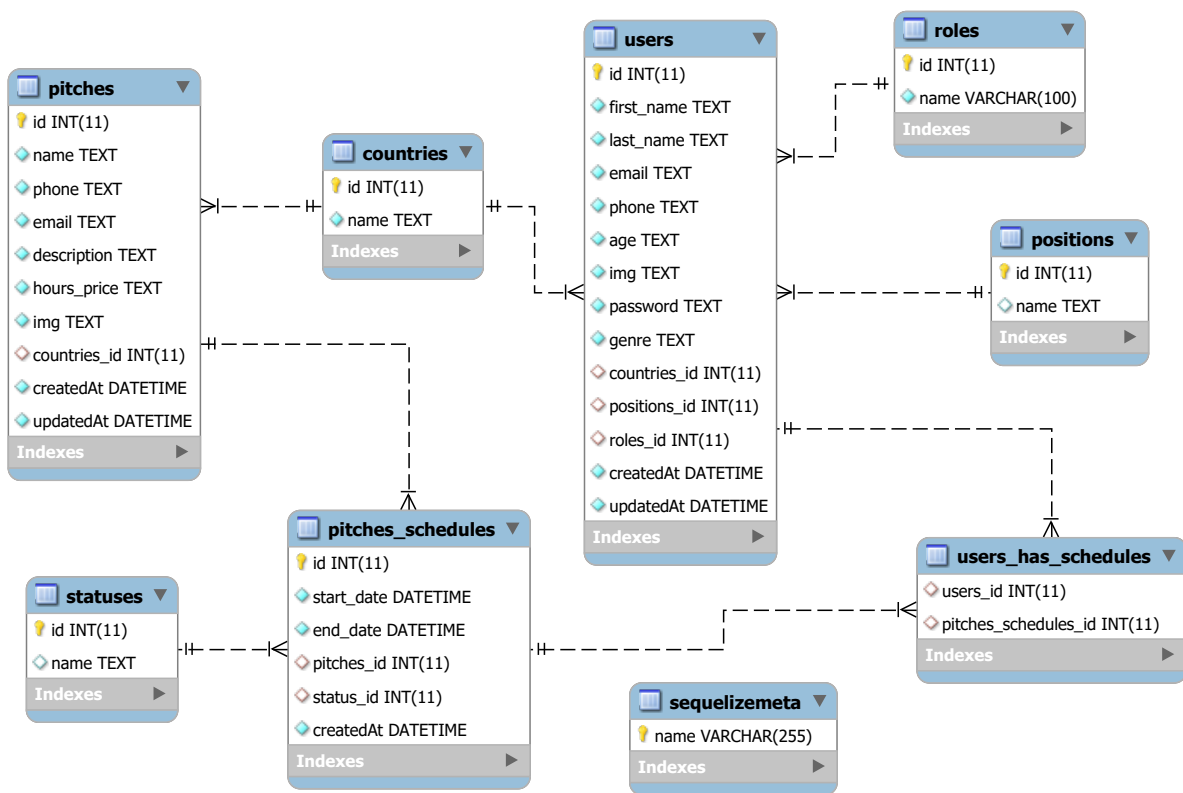 pitches
id INT(11)
name TEXT
phone TEXT
email TEXT
description TEXT
hours_price TEXT
img TEXT
countries_id INT(11)
createdAt DATETIME
updatedAt DATETIME
Indexes
countries
id INT(11)
name TEXT
Indexes
users
id INT(11)
first_name TEXT
last_name TEXT
email TEXT
phone TEXT
age TEXT
img TEXT
password TEXT
genre TEXT
countries_id INT(11)
positions_id INT(11)
roles_id INT(11)
createdAt DATETIME
updatedAt DATETIME
Indexes
roles
id INT(11)
name VARCHAR(100)
Indexes
positions
id INT(11)
name TEXT
Indexes
statuses
id INT(11)
name TEXT
Indexes
pitches_schedules
id INT(11)
start_date DATETIME
end_date DATETIME
pitches_id INT(11)
status_id INT(11)
createdAt DATETIME
Indexes
users_has_schedules
users_id INT(11)
pitches_schedules_id INT(11)
Indexes
sequelizemeta
name VARCHAR(255)
Indexes